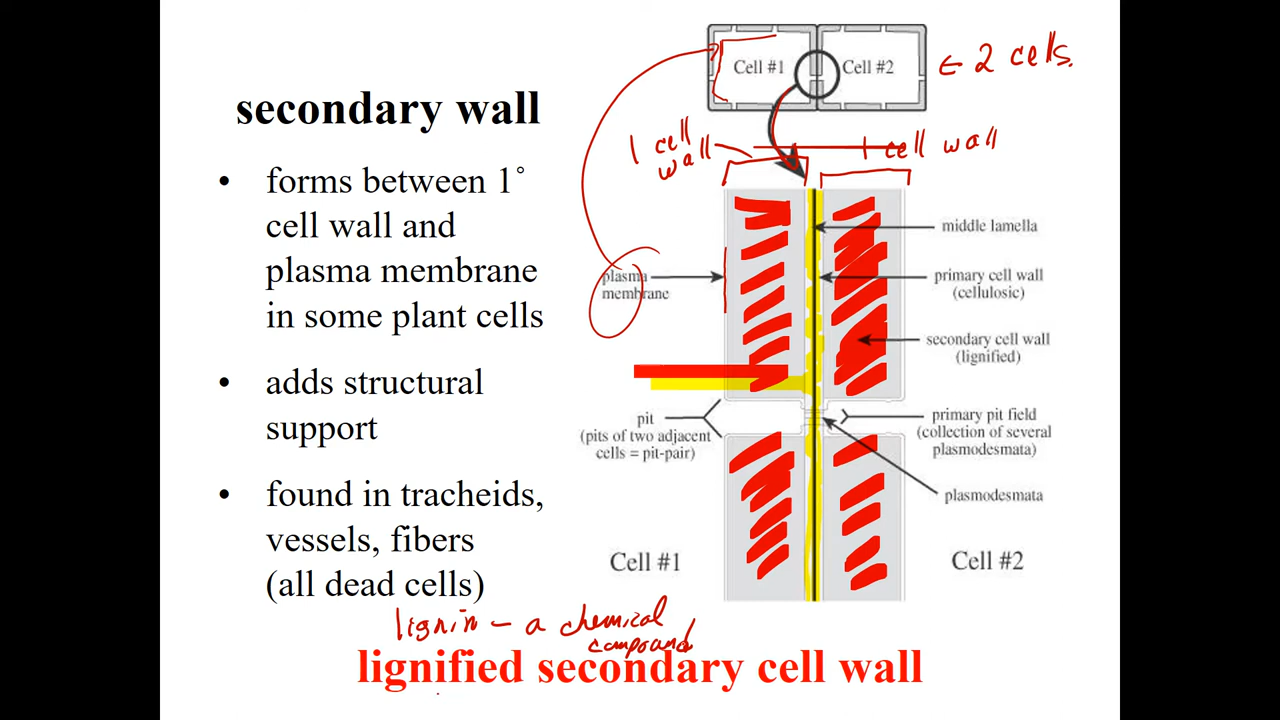 Cell #1
Cell #2
← 2 cells.
secondary wall
1 cell
wall
1 cell wall
• forms between 1˚
cell wall and
plasma membrane
in some plant cells
• adds structural
support
• found in tracheids,
vessels, fibers
(all dead cells)
middle lamella
plasma
membrane
primary cell wall
(cellulosic)
secondary cell wall
(lignified)
pit
(pits of two adjacent
cells = pit-pair)
primary pit field
(collection of several
plasmodesmata)
plasmodesmata
Cell #1
Cell #2
lignin – a chemical
compound
lignified secondary cell wall